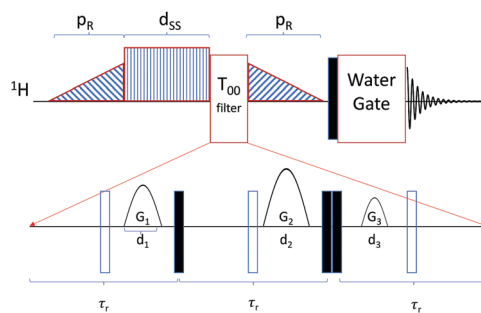 p_R d_SS p_R
¹H
T₀₀
filter
Water
Gate
G₁ G₂ G₃
d₁ d₂ d₃
τ_r τ_r τ_r